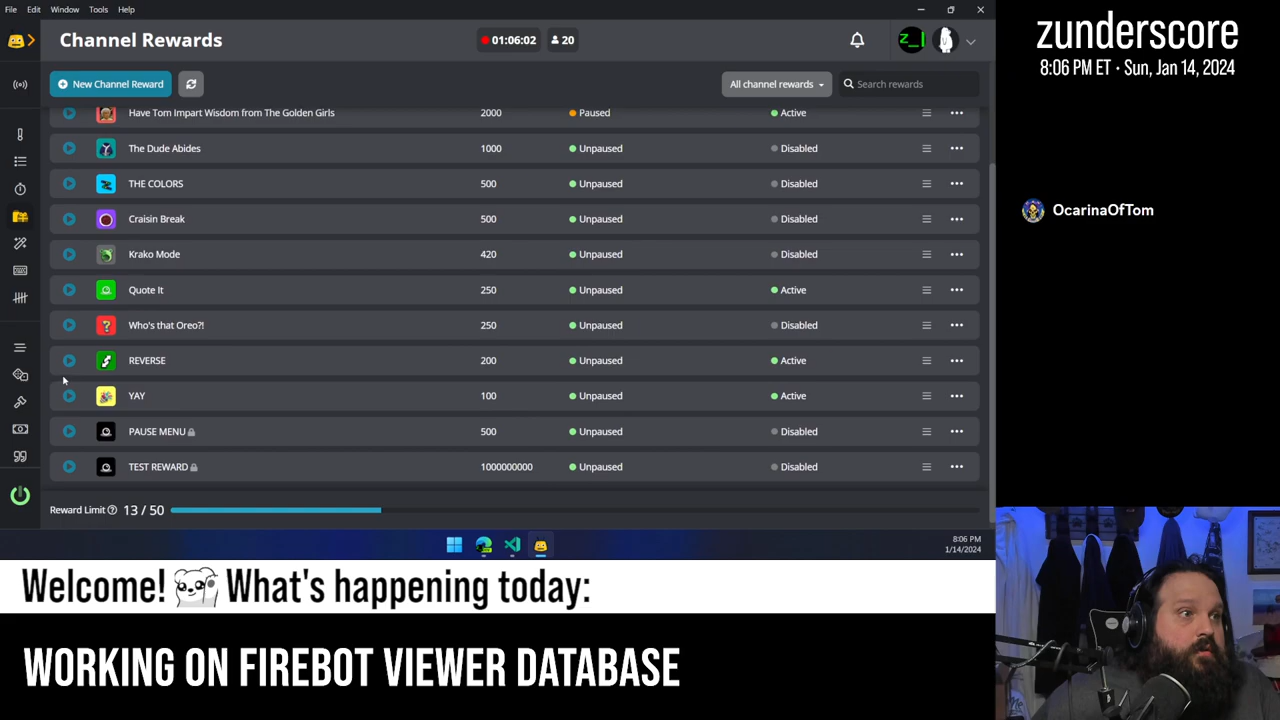 File Edit Window Tools Help
Channel Rewards
01:06:02
20
z_|
New Channel Reward
All channel rewards
Search rewards
Have Tom Impart Wisdom from The Golden Girls 2000 Paused Active
The Dude Abides 1000 Unpaused Disabled
THE COLORS 500 Unpaused Disabled
Craisin Break 500 Unpaused Disabled
Krako Mode 420 Unpaused Disabled
Quote It 250 Unpaused Active
Who's that Oreo?! 250 Unpaused Disabled
REVERSE 200 Unpaused Active
YAY 100 Unpaused Active
PAUSE MENU 500 Unpaused Disabled
TEST REWARD 1000000000 Unpaused Disabled
Reward Limit 13 / 50
8:06 PM
1/14/2024
zunderscore
8:06 PM ET · Sun, Jan 14, 2024
OcarinaOfTom
Welcome! What's happening today:
WORKING ON FIREBOT VIEWER DATABASE